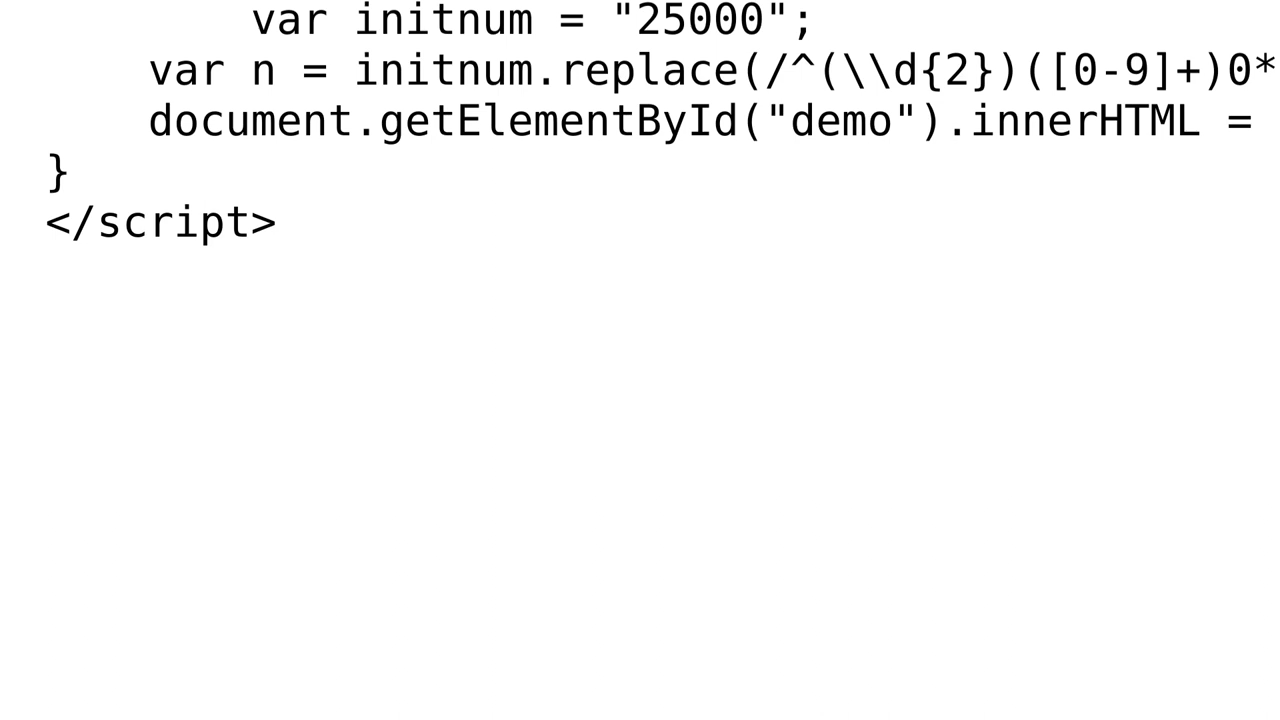 var initnum = "25000";
var n = initnum.replace(/^(\\d{2})([0-9]+)0*
document.getElementById("demo").innerHTML =
}
</script>